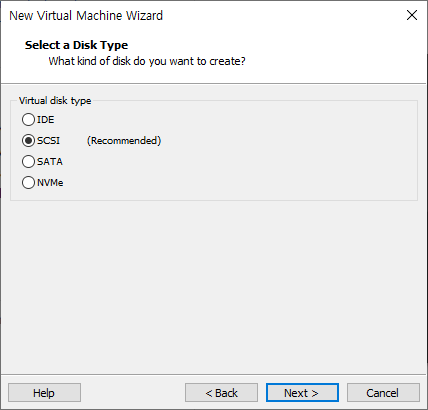 New Virtual Machine Wizard
Select a Disk Type
What kind of disk do you want to create?
Virtual disk type
IDE
SCSI (Recommended)
SATA
NVMe
Help < Back Next > Cancel